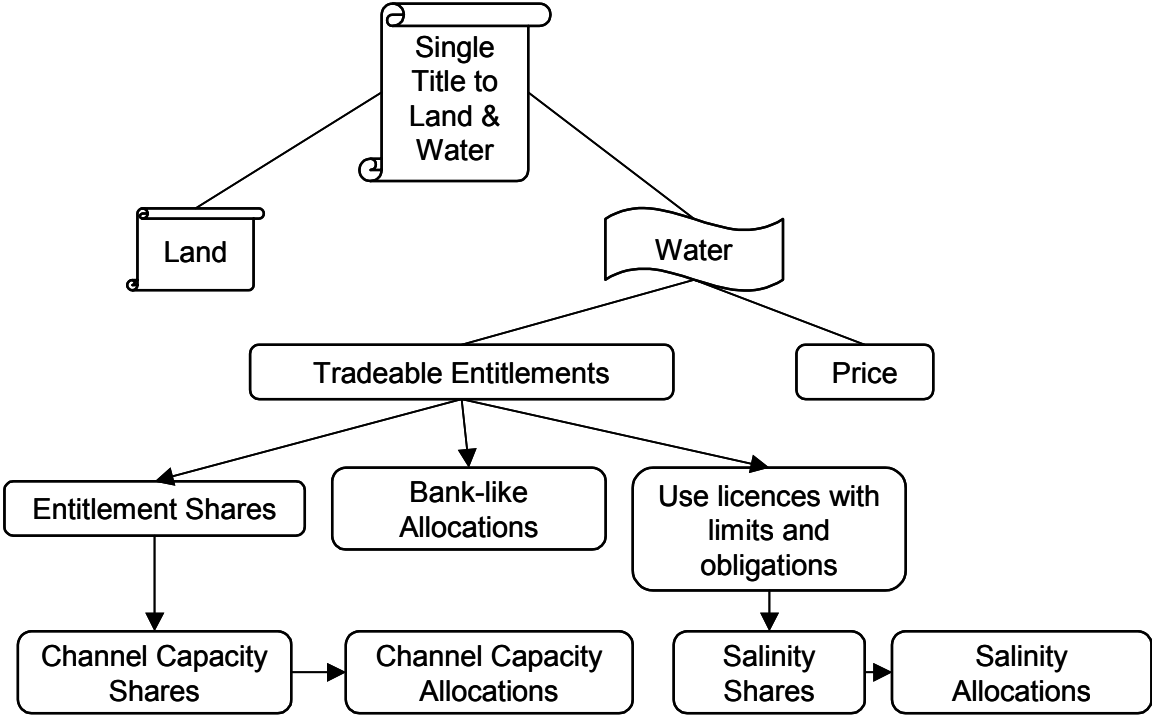 Single
Title to
Land &
Water
Land
Water
Tradeable Entitlements
Price
Entitlement Shares
Bank-like
Allocations
Use licences with
limits and
obligations
Channel Capacity
Shares
Channel Capacity
Allocations
Salinity
Shares
Salinity
Allocations